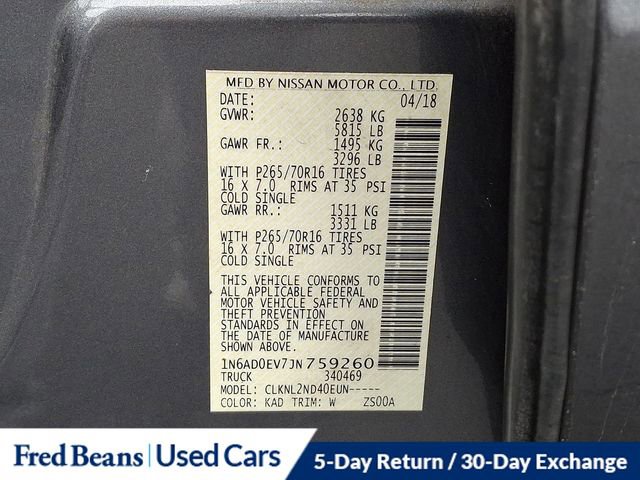 MFD BY NISSAN MOTOR CO., LTD.
DATE: 04/18
GVWR: 2638 KG
5815 LB
GAWR FR.: 1495 KG
3296 LB
WITH P265/70R16 TIRES
16 X 7.0 RIMS AT 35 PSI
COLD SINGLE
GAWR RR.: 1511 KG
3331 LB
WITH P265/70R16 TIRES
16 X 7.0 RIMS AT 35 PSI
COLD SINGLE
THIS VEHICLE CONFORMS TO
ALL APPLICABLE FEDERAL
MOTOR VEHICLE SAFETY AND
THEFT PREVENTION
STANDARDS IN EFFECT ON
THE DATE OF MANUFACTURE
SHOWN ABOVE.
1N6AD0EV7JN759260
TRUCK 340469
MODEL: CLKNL2ND40EUN-----
COLOR: KAD TRIM: W ZS00A
Fred Beans | Used Cars
5-Day Return / 30-Day Exchange